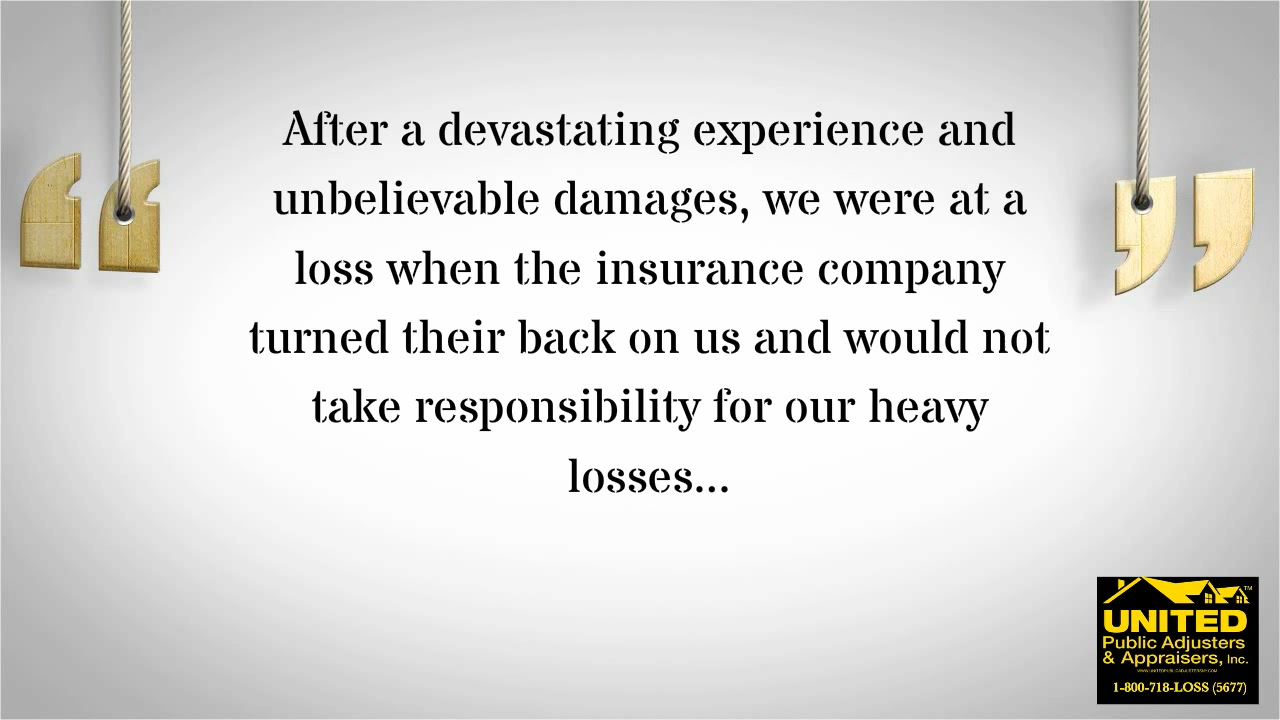 After a devastating experience and
unbelievable damages, we were at a
loss when the insurance company
turned their back on us and would not
take responsibility for our heavy
losses...
UNITED
Public Adjusters
& Appraisers, Inc.
1-800-718-LOSS (5677)